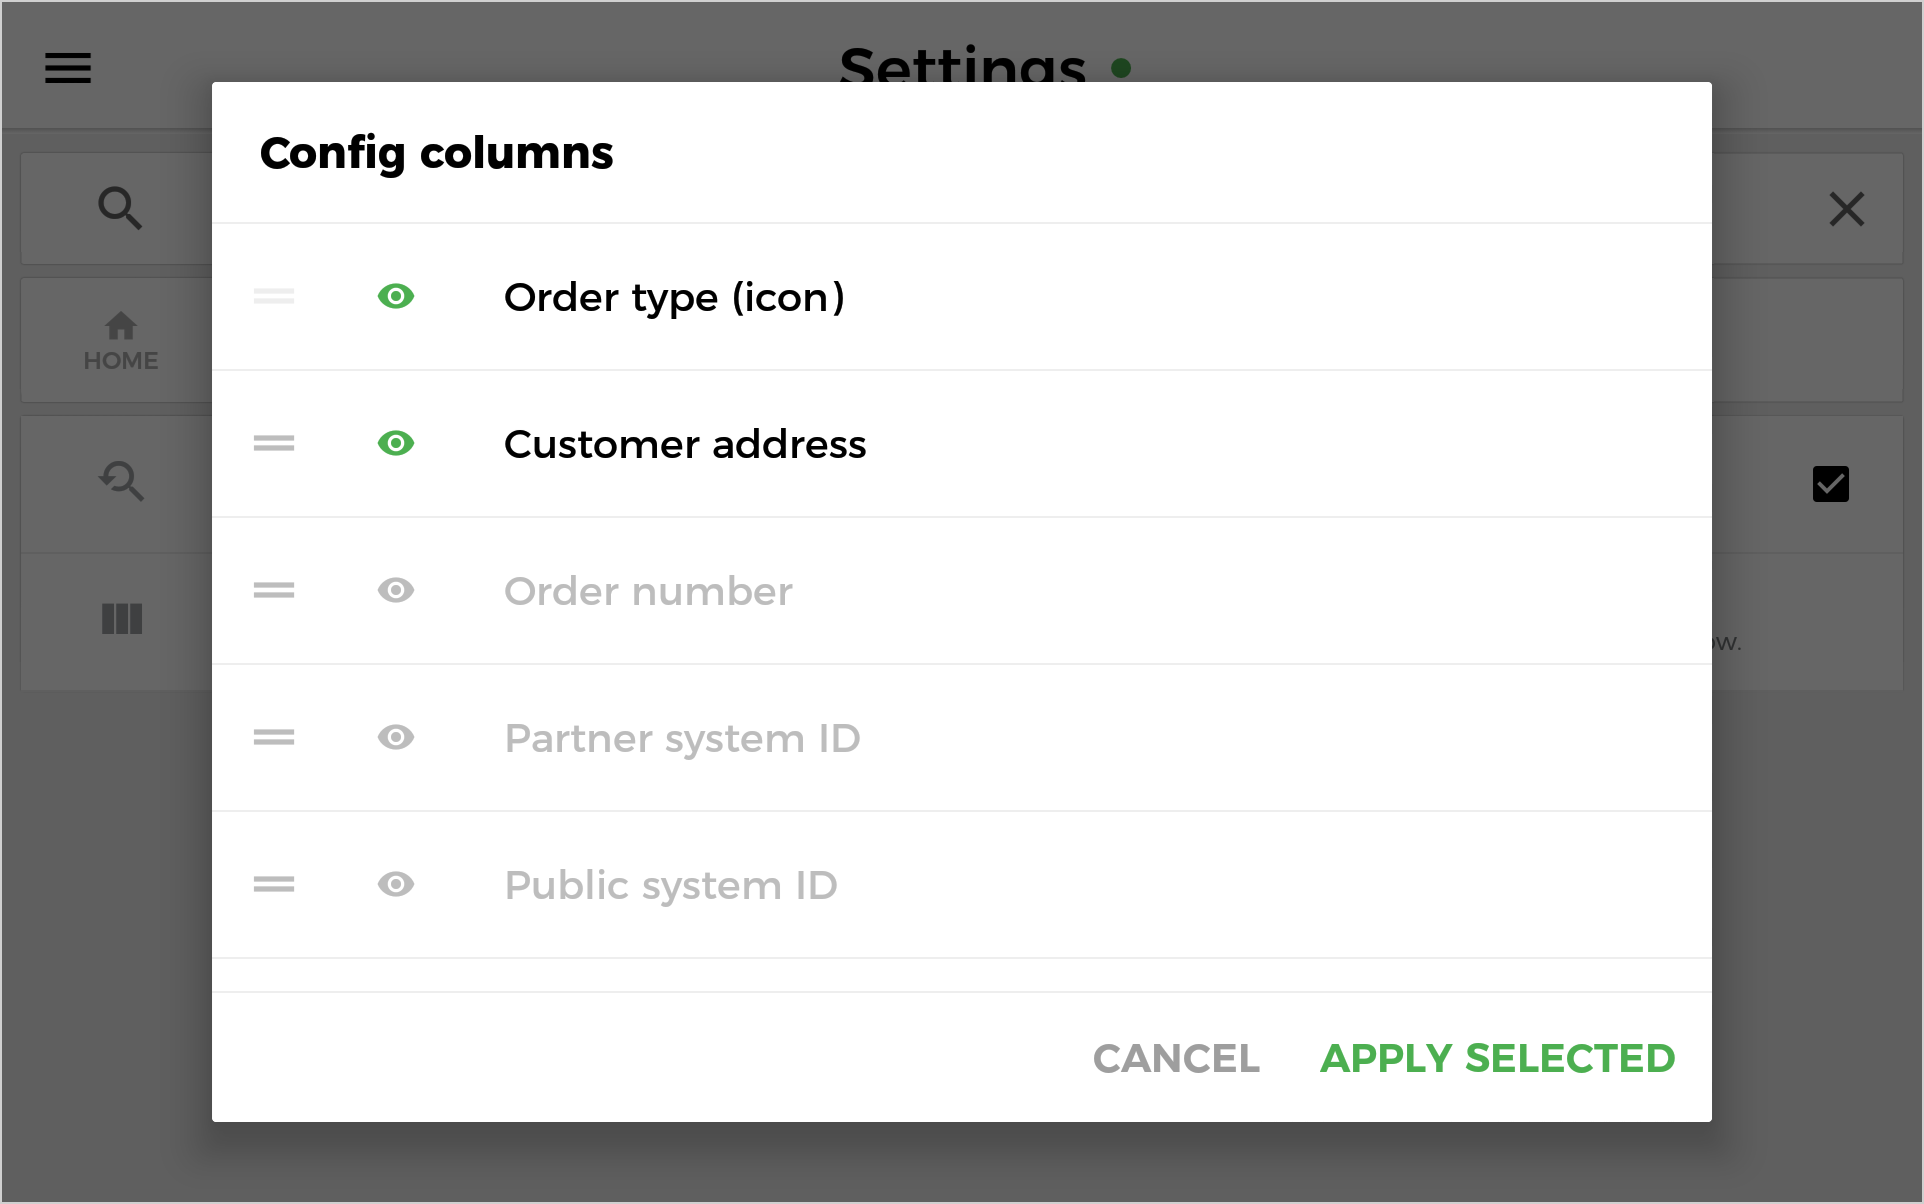 Settings
Config columns
Order type (icon)
HOME
Customer address
Order number
Partner system ID
Public system ID
CANCEL
APPLY SELECTED